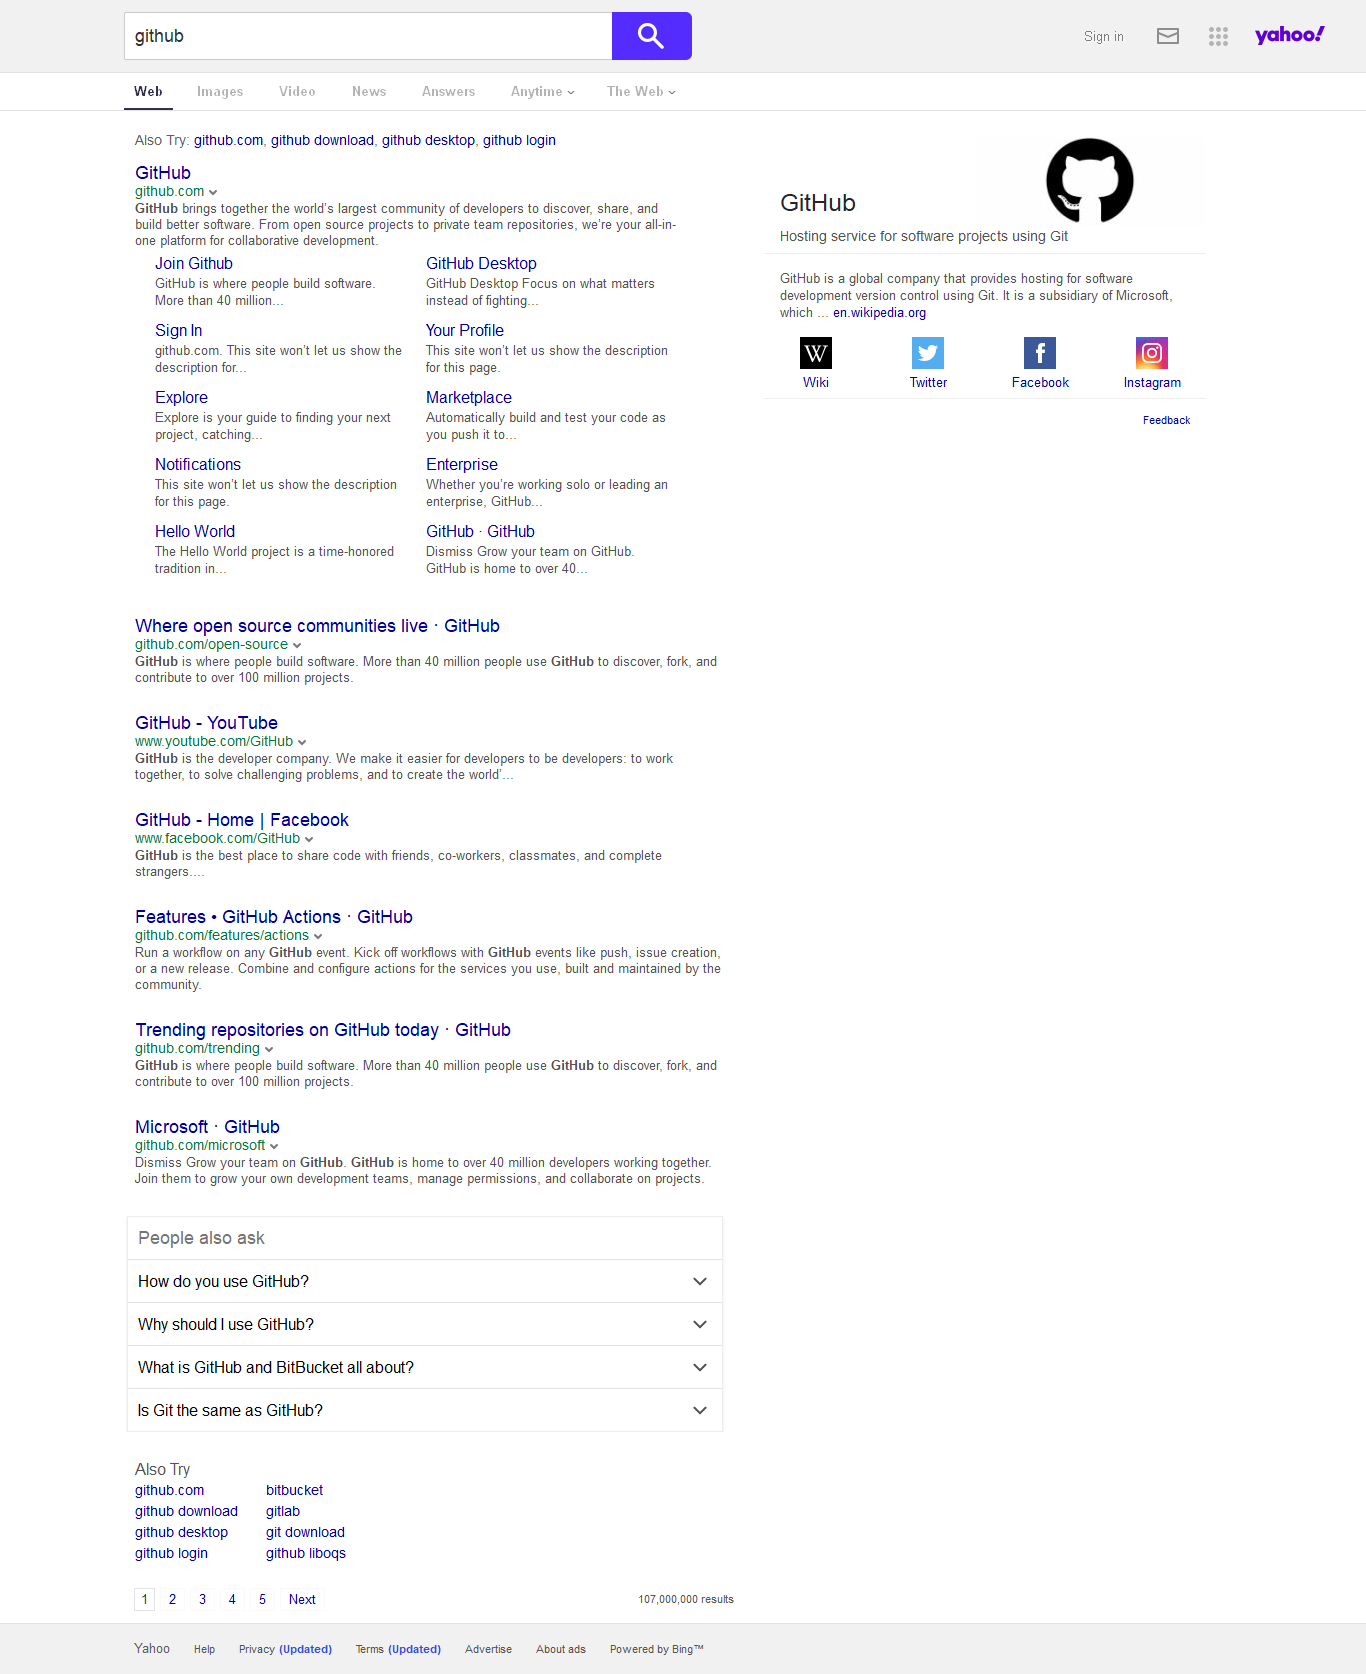 github
Sign in
yahoo!
Web Images Video News Answers Anytime The Web
Also Try: github.com, github download, github desktop, github login
GitHub
github.com
GitHub brings together the world's largest community of developers to discover, share, and
build better software. From open source projects to private team repositories, we're your all-in-
one platform for collaborative development.
Join Github
GitHub is where people build software.
More than 40 million...
GitHub Desktop
GitHub Desktop Focus on what matters
instead of fighting...
Sign In
github.com. This site won't let us show the
description for...
Your Profile
This site won't let us show the description
for this page.
Explore
Explore is your guide to finding your next
project, catching...
Marketplace
Automatically build and test your code as
you push it to...
Notifications
This site won't let us show the description
for this page.
Enterprise
Whether you're working solo or leading an
enterprise, GitHub...
Hello World
The Hello World project is a time-honored
tradition in...
GitHub · GitHub
Dismiss Grow your team on GitHub.
GitHub is home to over 40...
Where open source communities live · GitHub
github.com/open-source
GitHub is where people build software. More than 40 million people use GitHub to discover, fork, and
contribute to over 100 million projects.
GitHub - YouTube
www.youtube.com/GitHub
GitHub is the developer company. We make it easier for developers to be developers: to work
together, to solve challenging problems, and to create the world'...
GitHub - Home | Facebook
www.facebook.com/GitHub
GitHub is the best place to share code with friends, co-workers, classmates, and complete
strangers....
Features • GitHub Actions · GitHub
github.com/features/actions
Run a workflow on any GitHub event. Kick off workflows with GitHub events like push, issue creation,
or a new release. Combine and configure actions for the services you use, built and maintained by the
community.
Trending repositories on GitHub today · GitHub
github.com/trending
GitHub is where people build software. More than 40 million people use GitHub to discover, fork, and
contribute to over 100 million projects.
Microsoft · GitHub
github.com/microsoft
Dismiss Grow your team on GitHub. GitHub is home to over 40 million developers working together.
Join them to grow your own development teams, manage permissions, and collaborate on projects.
People also ask
How do you use GitHub?
Why should I use GitHub?
What is GitHub and BitBucket all about?
Is Git the same as GitHub?
Also Try
github.com bitbucket
github download gitlab
github desktop git download
github login github liboqs
1 2 3 4 5 Next
107,000,000 results
GitHub
Hosting service for software projects using Git
GitHub is a global company that provides hosting for software
development version control using Git. It is a subsidiary of Microsoft,
which ... en.wikipedia.org
W
Wiki Twitter Facebook Instagram
Feedback
Yahoo Help Privacy (Updated) Terms (Updated) Advertise About ads Powered by Bing™